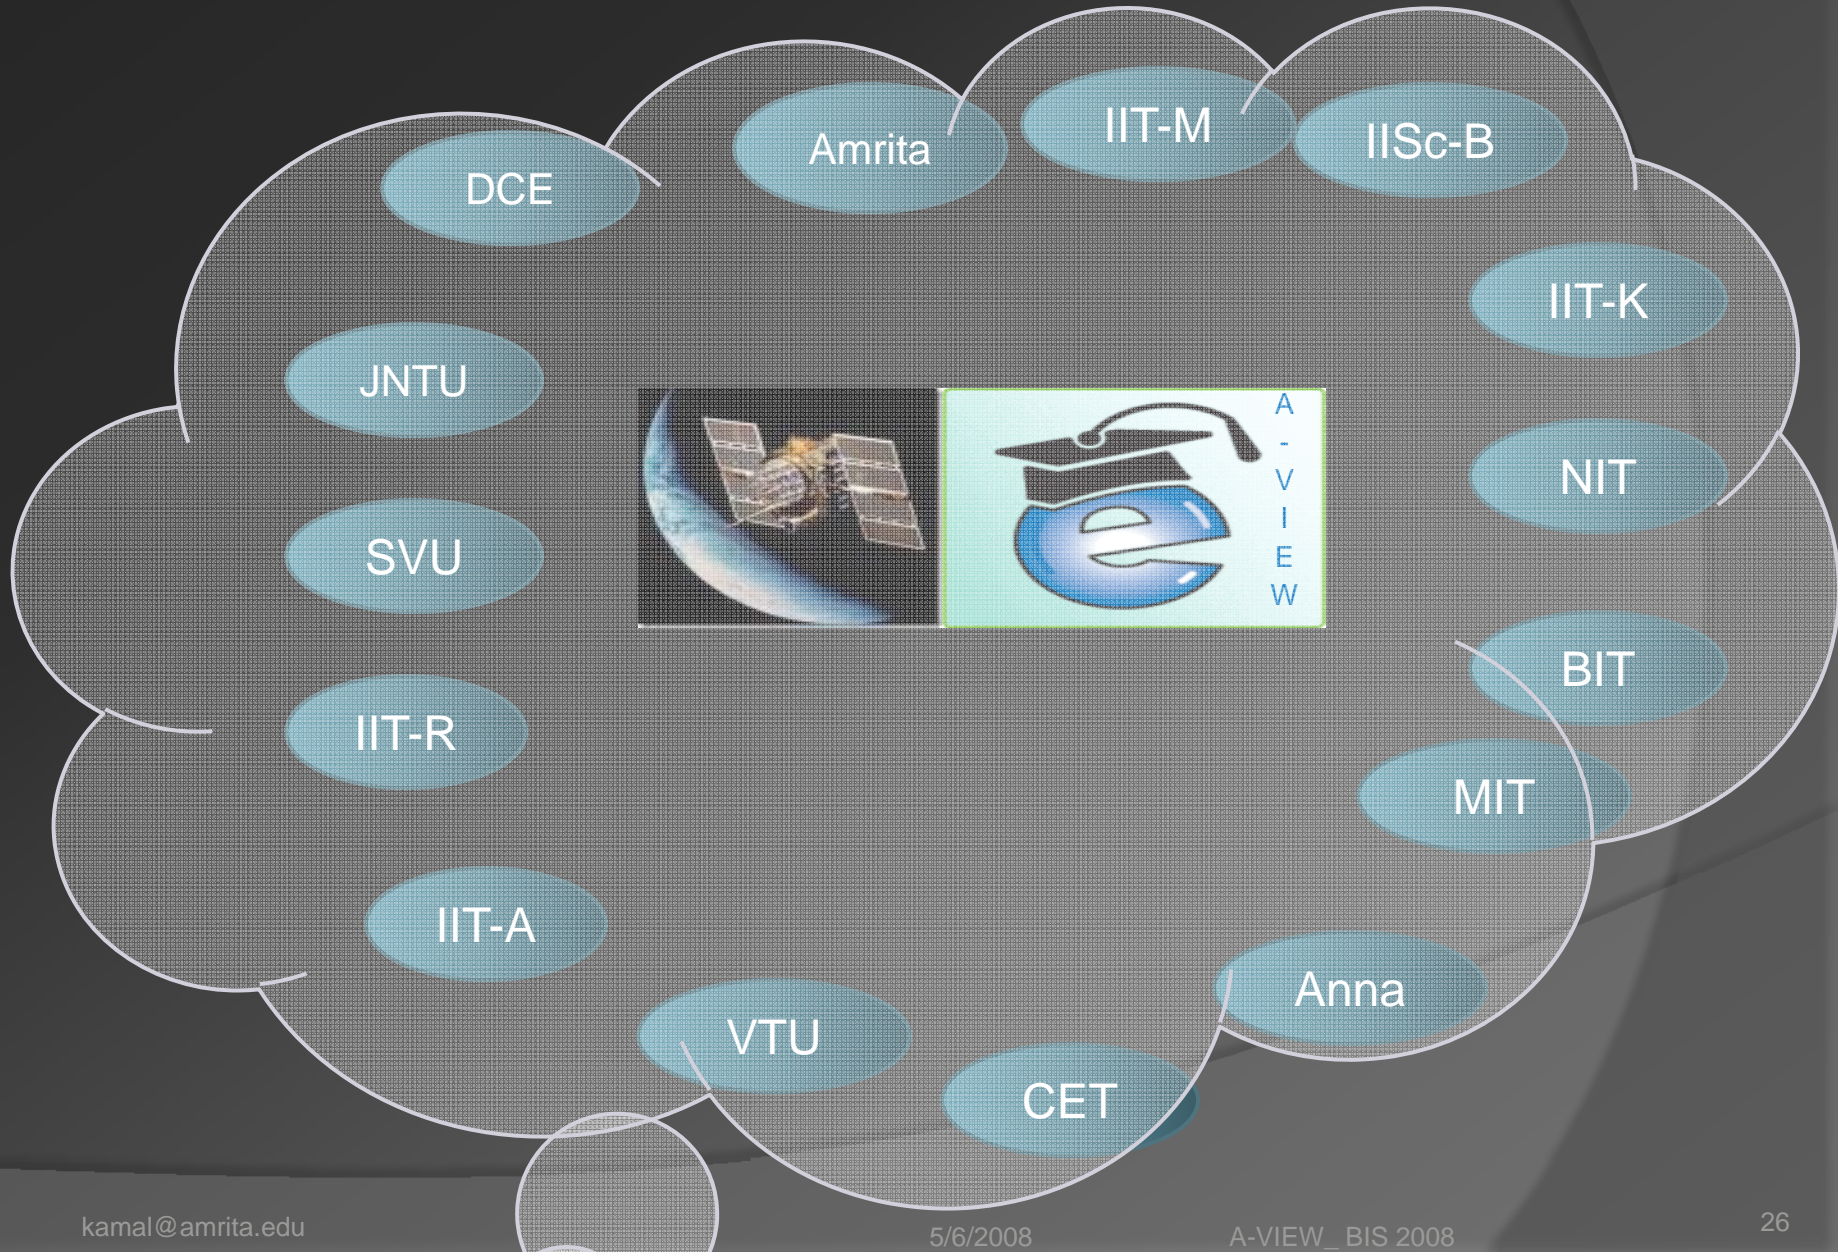 IIT-M
Amrita
IISc-B
DCE
IIT-K
JNTU
A
-
V
I
E
W
NIT
SVU
BIT
IIT-R
MIT
IIT-A
Anna
VTU
CET
kamal@amrita.edu
5/6/2008
A-VIEW_ BIS 2008
26